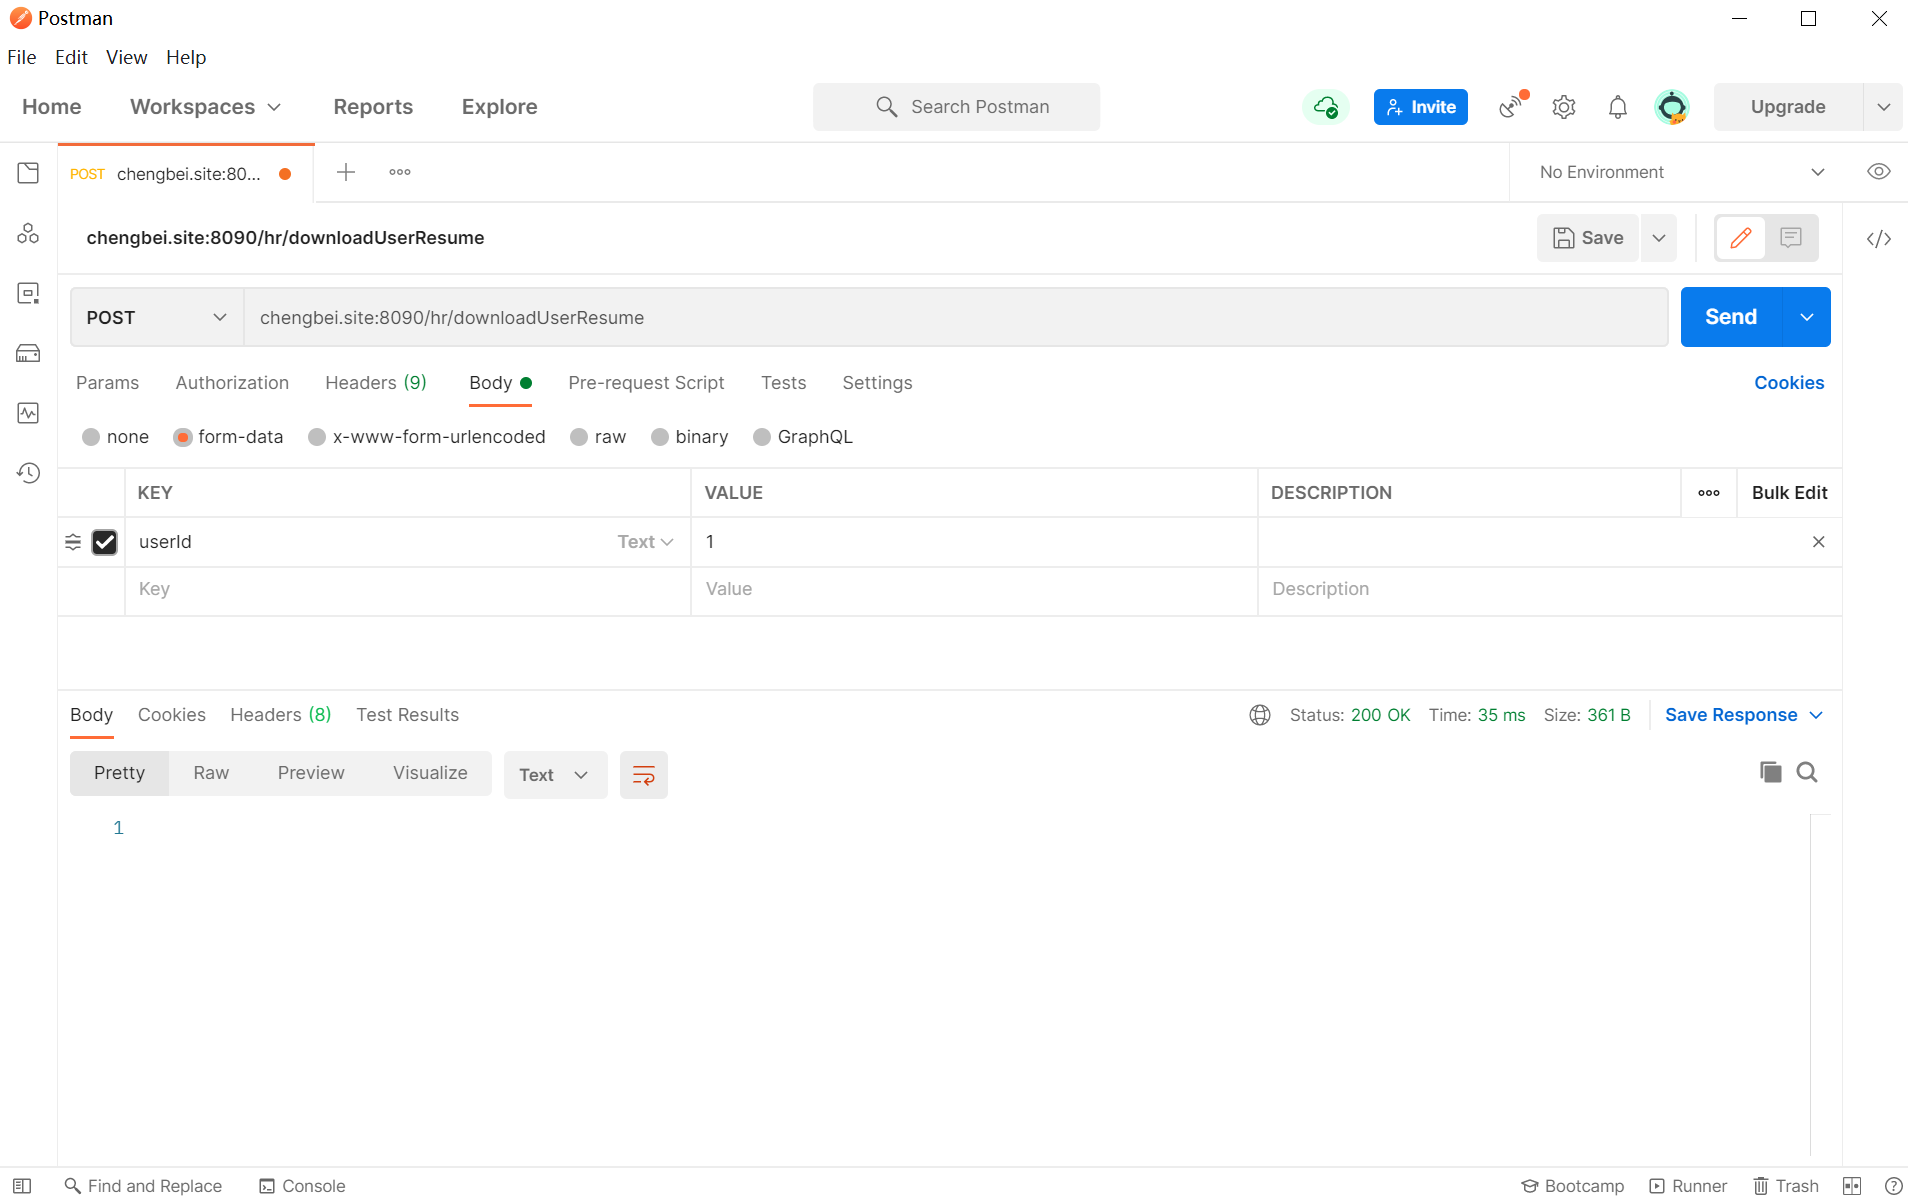 Postman
File Edit View Help
Home Workspaces Reports Explore Search Postman Invite Upgrade
POST chengbei.site:80... No Environment
chengbei.site:8090/hr/downloadUserResume Save
POST chengbei.site:8090/hr/downloadUserResume Send
Params Authorization Headers (9) Body Pre-request Script Tests Settings Cookies
none form-data x-www-form-urlencoded raw binary GraphQL
KEY VALUE DESCRIPTION Bulk Edit
userId Text 1
Key Value Description
Body Cookies Headers (8) Test Results Status: 200 OK Time: 35 ms Size: 361 B Save Response
Pretty Raw Preview Visualize Text
1
Find and Replace Console Bootcamp Runner Trash